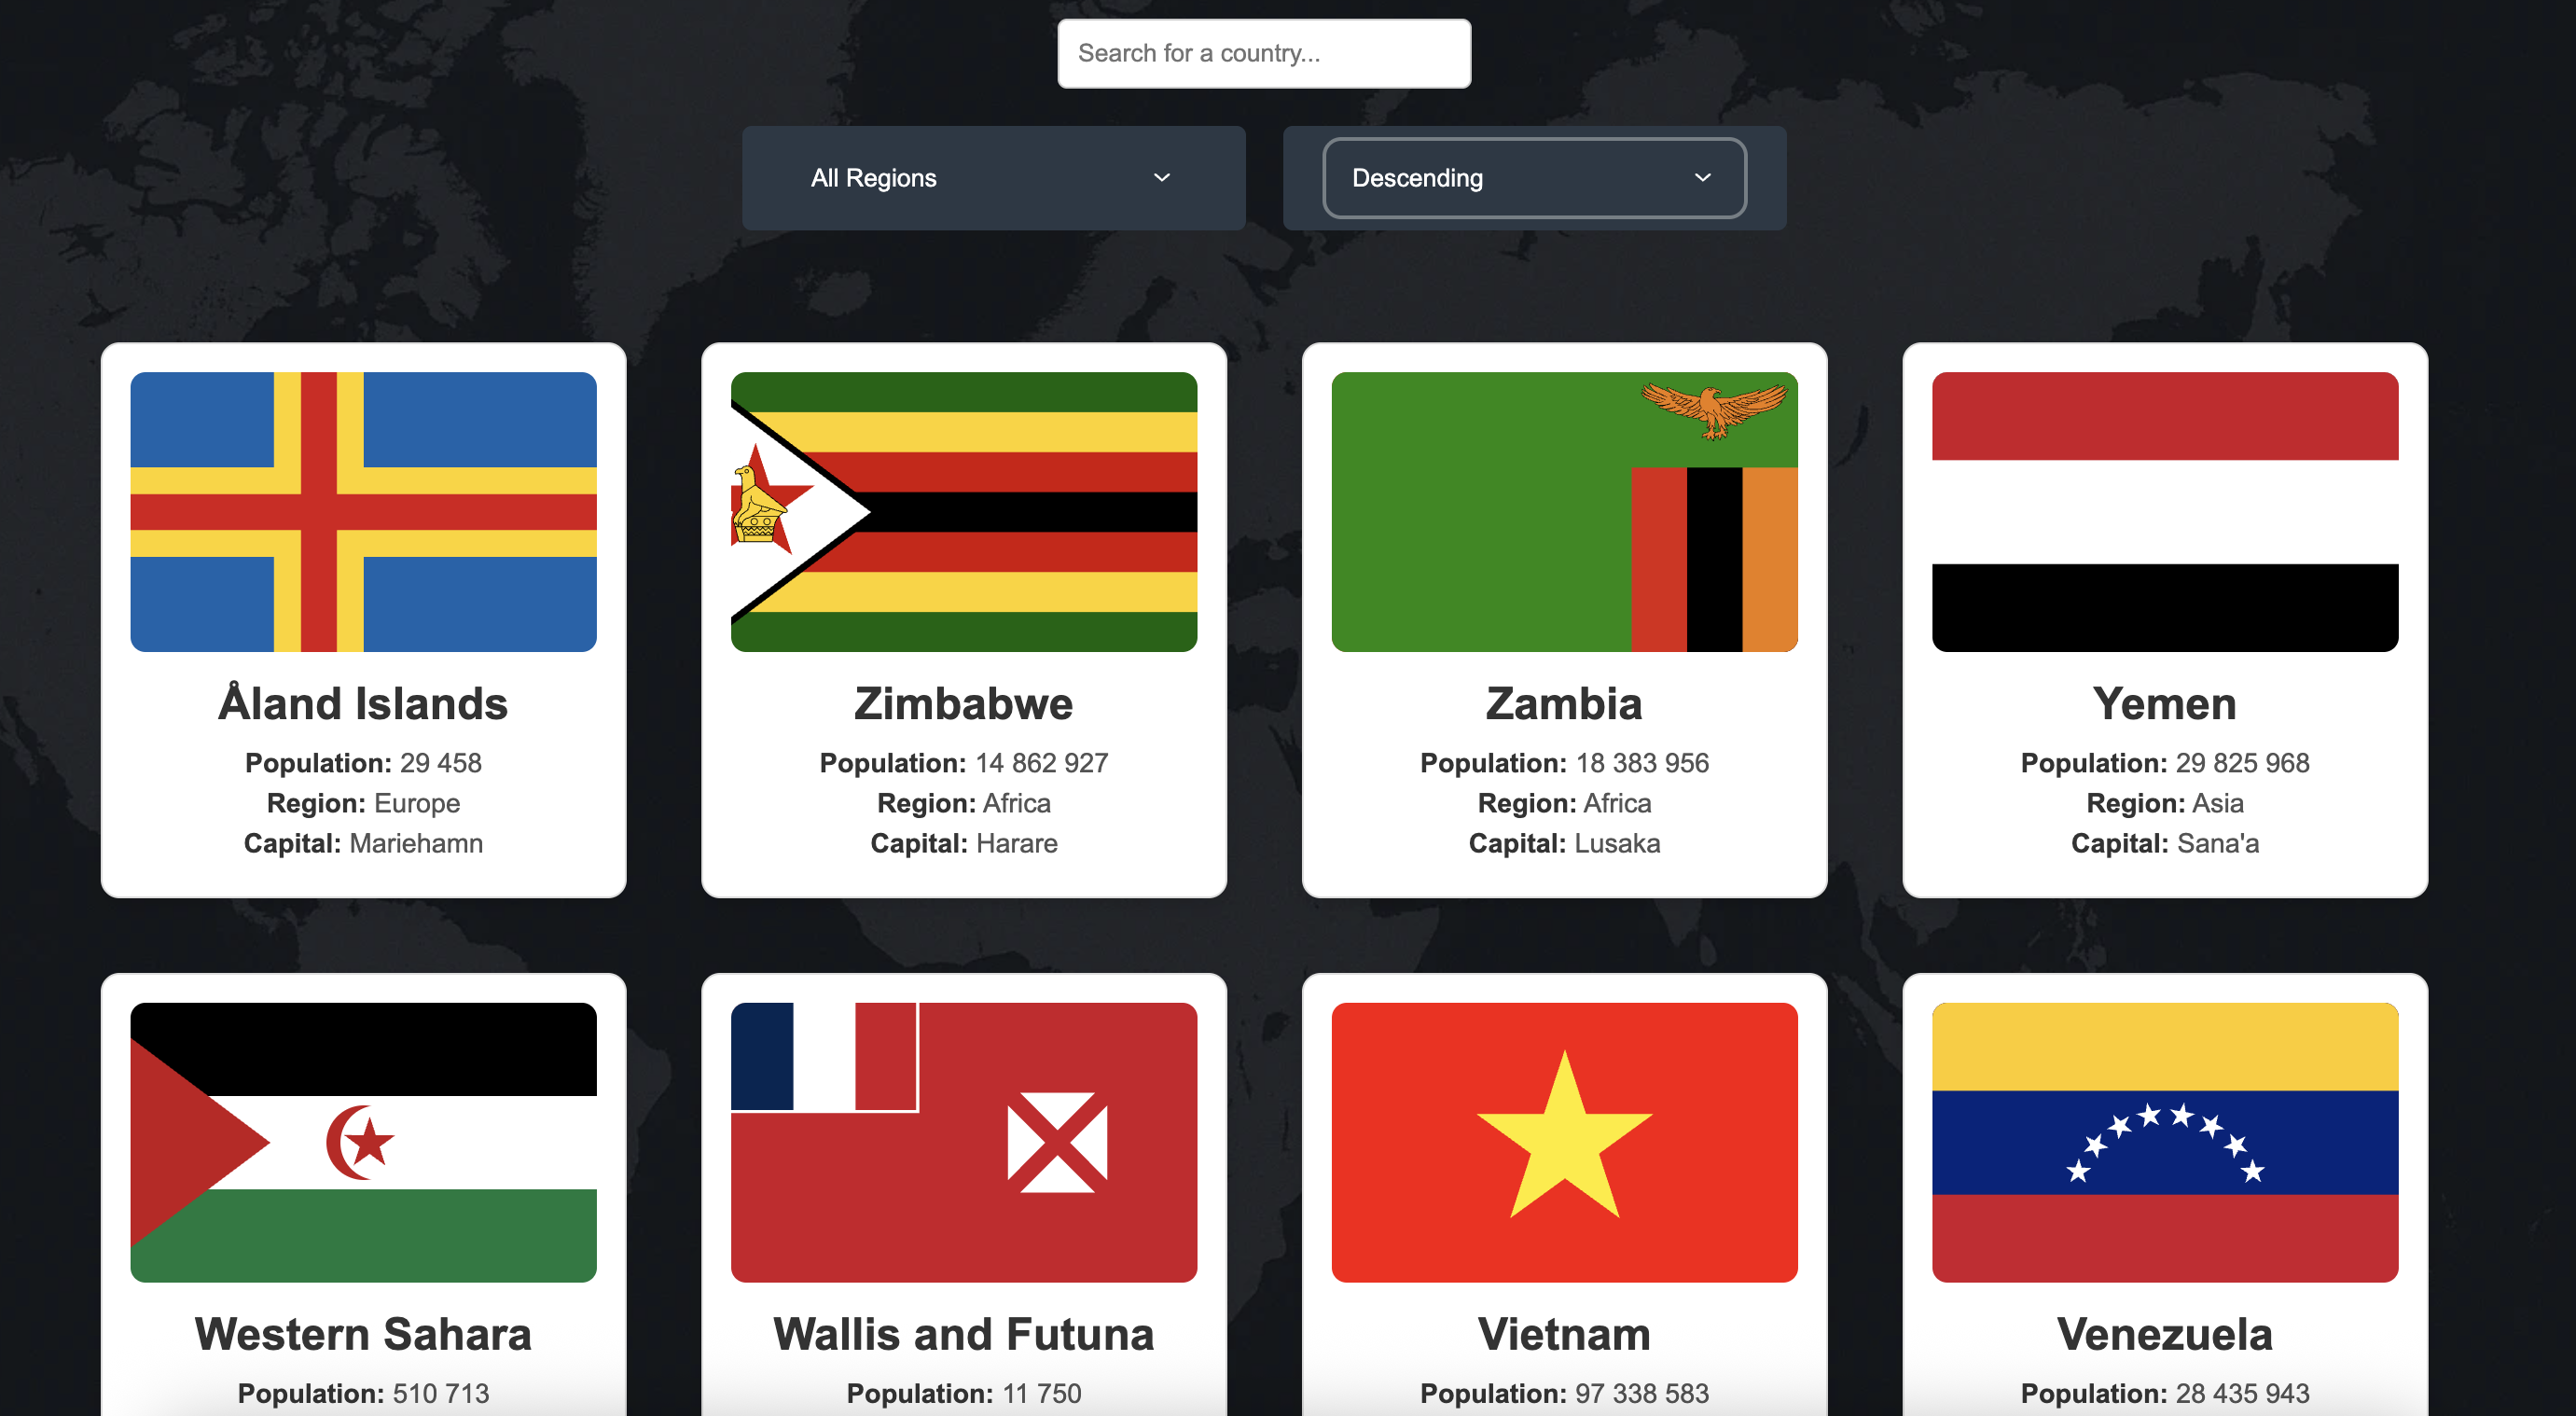 Search for a country...
All Regions
Descending
Åland Islands
Population: 29 458
Region: Europe
Capital: Mariehamn
Zimbabwe
Population: 14 862 927
Region: Africa
Capital: Harare
Zambia
Population: 18 383 956
Region: Africa
Capital: Lusaka
Yemen
Population: 29 825 968
Region: Asia
Capital: Sana'a
Western Sahara
Population: 510 713
Wallis and Futuna
Population: 11 750
Vietnam
Population: 97 338 583
Venezuela
Population: 28 435 943